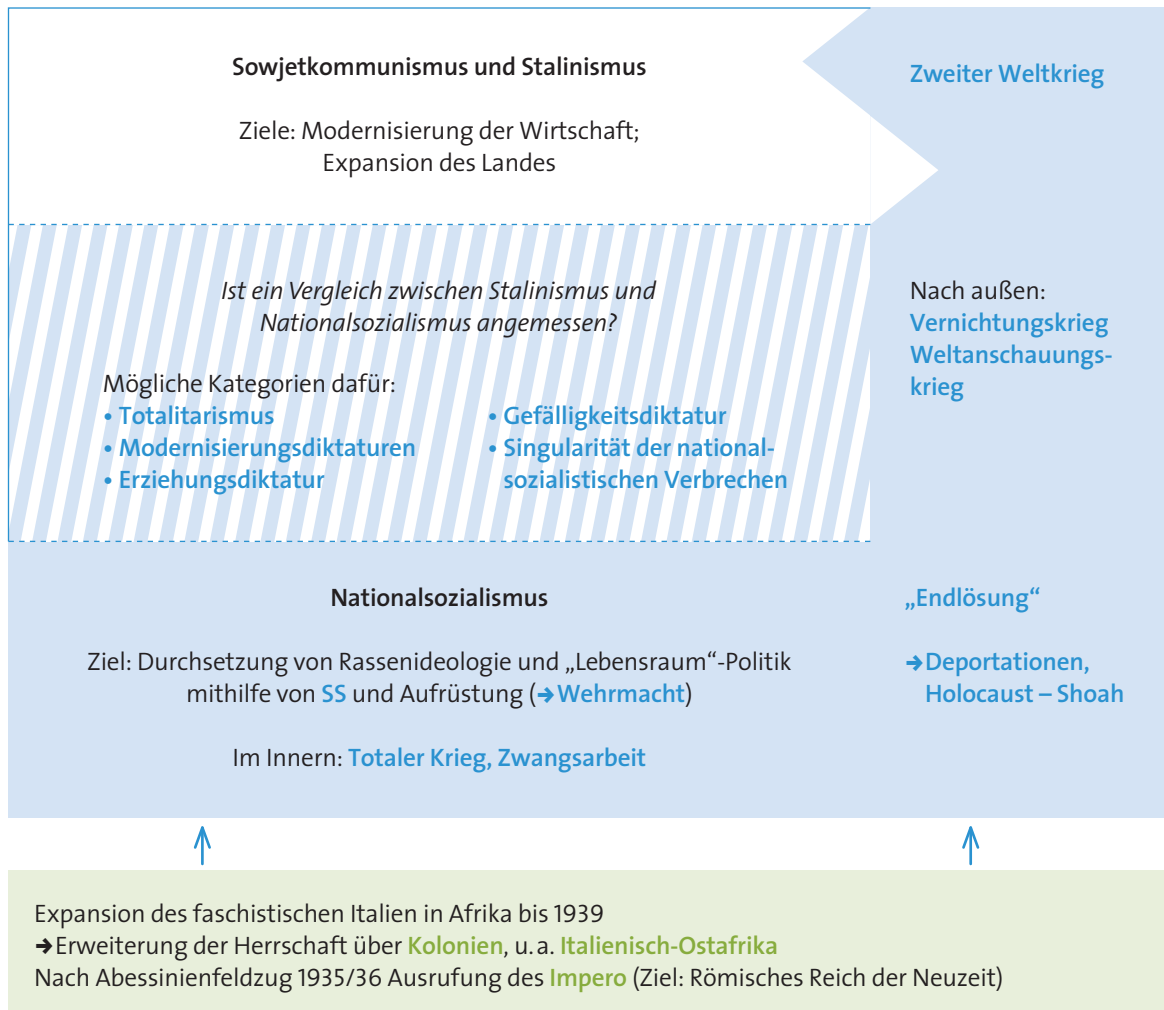 Sowjetkommunismus und Stalinismus
Ziele: Modernisierung der Wirtschaft;
Expansion des Landes
Zweiter Weltkrieg
Ist ein Vergleich zwischen Stalinismus und
Nationalsozialismus angemessen?
Mögliche Kategorien dafür:
• Totalitarismus
• Modernisierungsdiktaturen
• Erziehungsdiktatur
• Gefälligkeitsdiktatur
• Singularität der national-
sozialistischen Verbrechen
Nach außen:
Vernichtungskrieg
Weltanschauungs-
krieg
Nationalsozialismus
Ziel: Durchsetzung von Rassenideologie und „Lebensraum“-Politik
mithilfe von SS und Aufrüstung (➔Wehrmacht)
Im Innern: Totaler Krieg, Zwangsarbeit
„Endlösung“
➔Deportationen,
Holocaust – Shoah
Expansion des faschistischen Italien in Afrika bis 1939
➔Erweiterung der Herrschaft über Kolonien, u. a. Italienisch-Ostafrika
Nach Abessinienfeldzug 1935/36 Ausrufung des Impero (Ziel: Römisches Reich der Neuzeit)